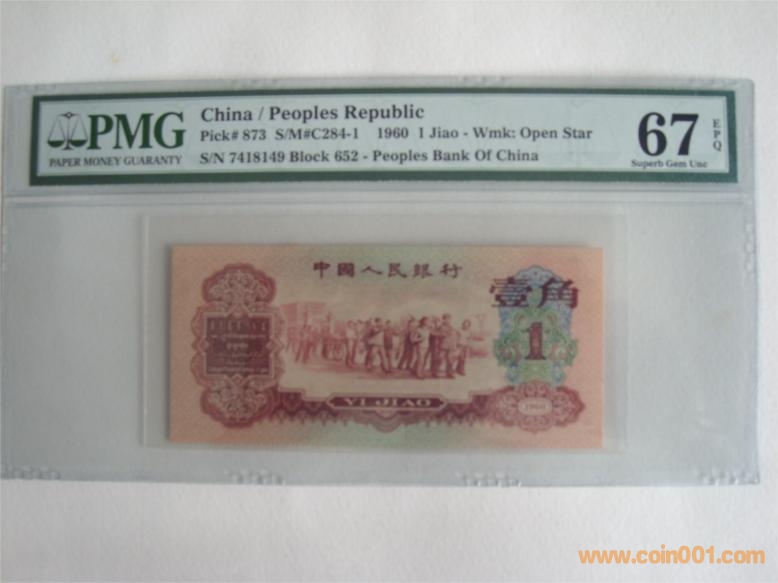 PMG
PAPER MONEY GUARANTY
China / Peoples Republic
Pick# 873 S/M#C284-1 1960 1 Jiao - Wmk: Open Star
S/N 7418149 Block 652 - Peoples Bank Of China
67
EPQ
Superb Gem Unc
中國人民銀行
壹角
1
YI JIAO
1960
www.coin001.com